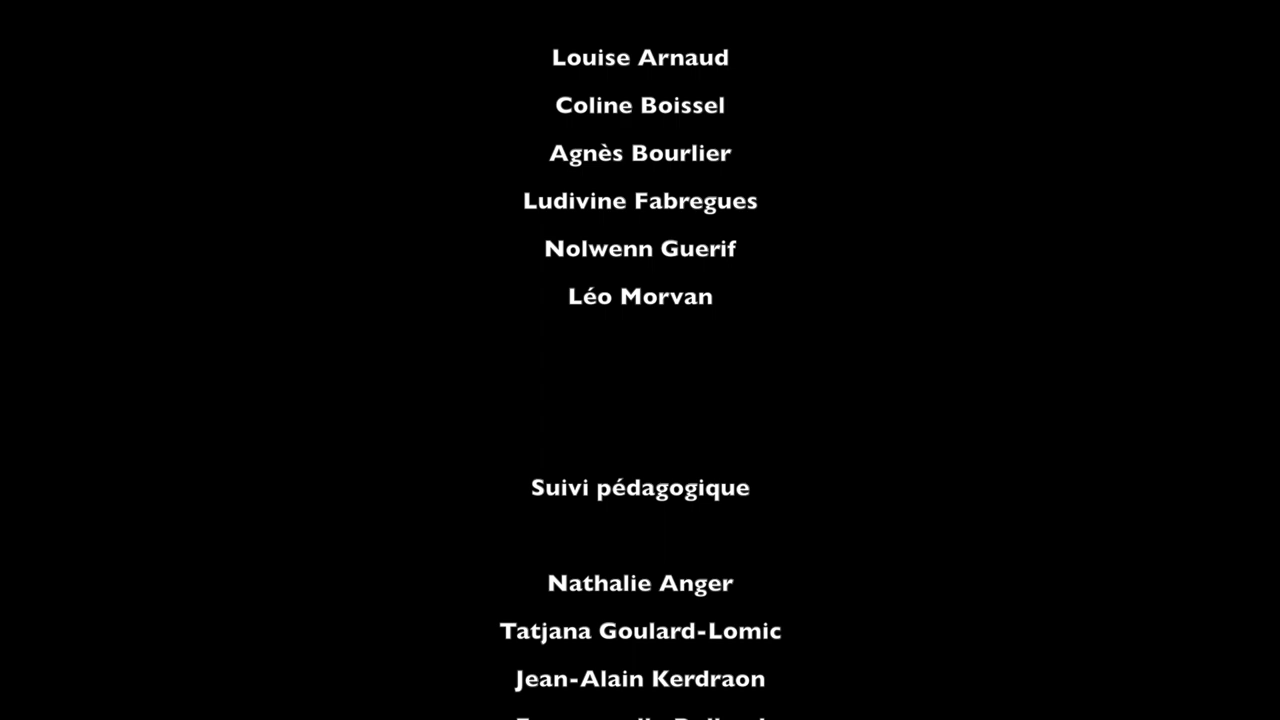 Louise Arnaud
Coline Boissel
Agnès Bourlier
Ludivine Fabregues
Nolwenn Guerif
Léo Morvan
Suivi pédagogique
Nathalie Anger
Tatjana Goulard-Lomic
Jean-Alain Kerdraon